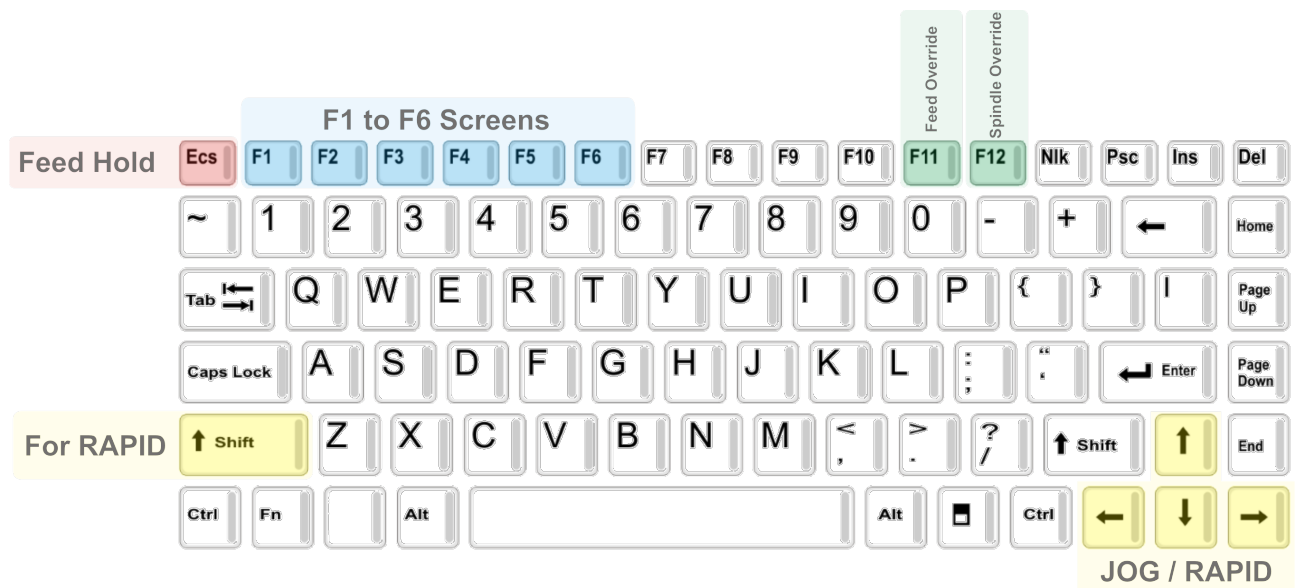 Feed Override
Spindle Override
F1 to F6 Screens
Feed Hold
Ecs F1 F2 F3 F4 F5 F6 F7 F8 F9 F10 F11 F12 Nlk Psc Ins Del
~ 1 2 3 4 5 6 7 8 9 0 - + ← Home
Tab Q W E R T Y U I O P { } | Page Up
Caps Lock A S D F G H J K L : ; “ ‘ Enter Page Down
For RAPID
↑ Shift Z X C V B N M < , > . ? / ↑ Shift ↑ End
Ctrl Fn Alt Alt Ctrl ← ↓ →
JOG / RAPID